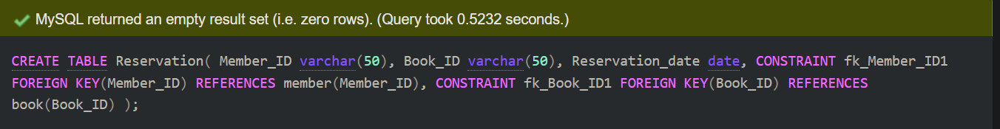 MySQL returned an empty result set (i.e. zero rows). (Query took 0.5232 seconds.)
CREATE TABLE Reservation( Member_ID varchar(50), Book_ID varchar(50), Reservation_date date, CONSTRAINT fk_Member_ID1
FOREIGN KEY(Member_ID) REFERENCES member(Member_ID), CONSTRAINT fk_Book_ID1 FOREIGN KEY(Book_ID) REFERENCES
book(Book_ID) );